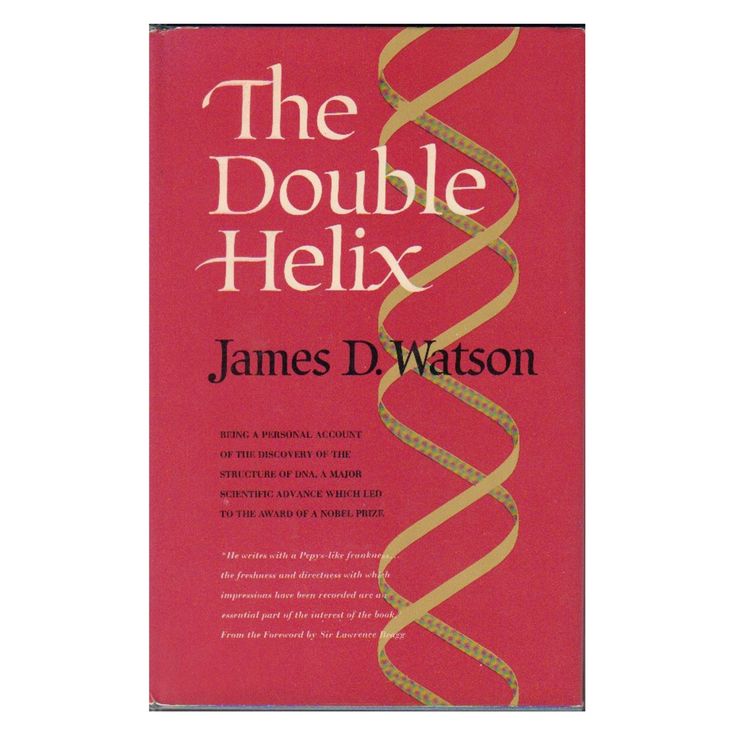 The
Double
Helix
James D. Watson
BEING A PERSONAL ACCOUNT
OF THE DISCOVERY OF THE
STRUCTURE OF DNA, A MAJOR
SCIENTIFIC ADVANCE WHICH LED
TO THE AWARD OF A NOBEL PRIZE
"He writes with a Pepys-like frankness...
the freshness and directness with which
impressions have been recorded are an
essential part of the interest of the book."
From the Foreword by Sir Lawrence Bragg